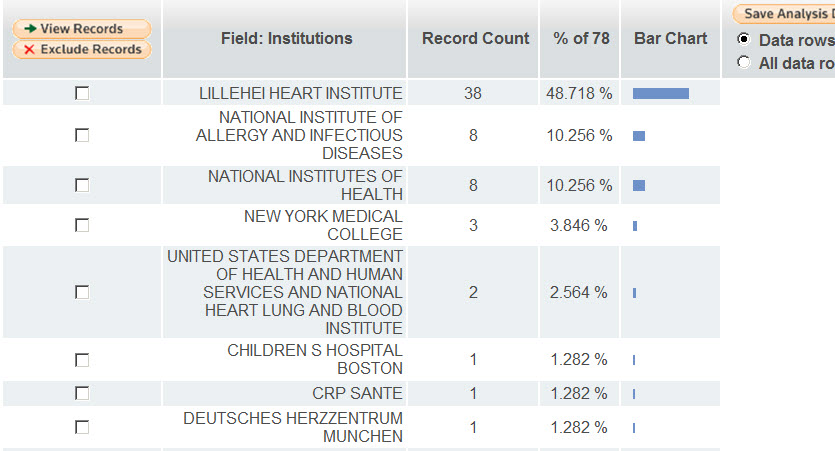 View Records
Exclude Records
Field: Institutions
Record Count
% of 78
Bar Chart
Save Analysis D
Data rows
All data ro
LILLEHEI HEART INSTITUTE 38 48.718 %
NATIONAL INSTITUTE OF
ALLERGY AND INFECTIOUS 8 10.256 %
DISEASES
NATIONAL INSTITUTES OF
HEALTH 8 10.256 %
NEW YORK MEDICAL
COLLEGE 3 3.846 %
UNITED STATES DEPARTMENT
OF HEALTH AND HUMAN
SERVICES AND NATIONAL 2 2.564 %
HEART LUNG AND BLOOD
INSTITUTE
CHILDREN S HOSPITAL
BOSTON 1 1.282 %
CRP SANTE 1 1.282 %
DEUTSCHES HERZZENTRUM
MUNCHEN 1 1.282 %